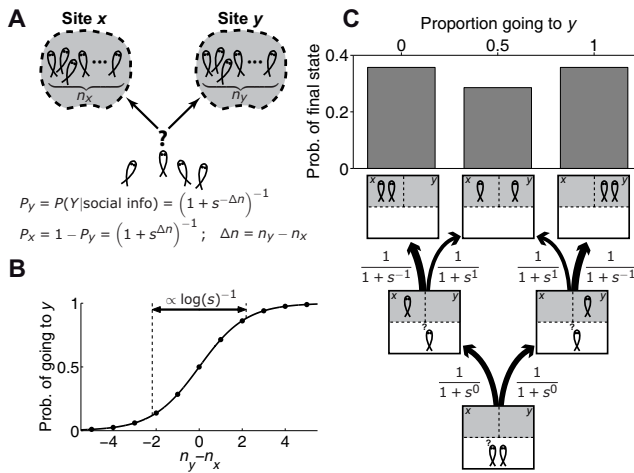 A
Site x
Site y
n_x
n_y
?
P_y = P(Y|social info) = (1 + s^{-Δn})^{-1}
P_x = 1 − P_y = (1 + s^{Δn})^{-1} ; Δn = n_y − n_x
B
Prob. of going to y
1
0.5
0
∝ log(s)^{-1}
−4 −2 0 2 4
n_y−n_x
C
Proportion going to y
0 0.5 1
Prob. of final state
0.4
0.2
0
x y x y x y
1/(1 + s^{-1}) 1/(1 + s^1) 1/(1 + s^1) 1/(1 + s^{-1})
x y x y
? ?
1/(1 + s^0) 1/(1 + s^0)
x y
?